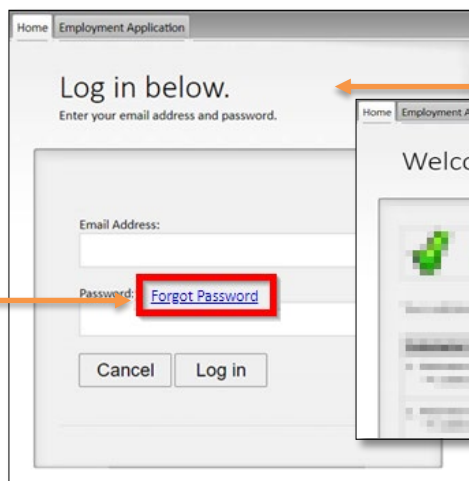 Home Employment Application
Log in below.
Enter your email address and password.
Home Employment A
Welco
Email Address:
Password: Forgot Password
Cancel Log in